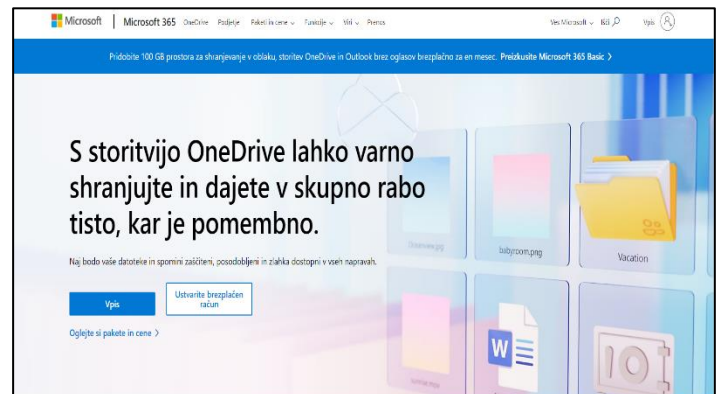 Microsoft
Microsoft 365 OneDrive Podjetje Paketi in cene Funkcije Viri Prenos
Ves Microsoft Išči Vpis
Pridobite 100 GB prostora za shranjevanje v oblaku, storitev OneDrive in Outlook brez oglasov brezplačno za en mesec. Preizkusite Microsoft 365 Basic >
S storitvijo OneDrive lahko varno
shranjujte in dajete v skupno rabo
tisto, kar je pomembno.
Naj bodo vaše datoteke in spomini zaščiteni, posodobljeni in zlahka dostopni v vseh napravah.
Vpis
Ustvarite brezplačen
račun
Oglejte si pakete in cene >
babyroom.png
Vacation
W